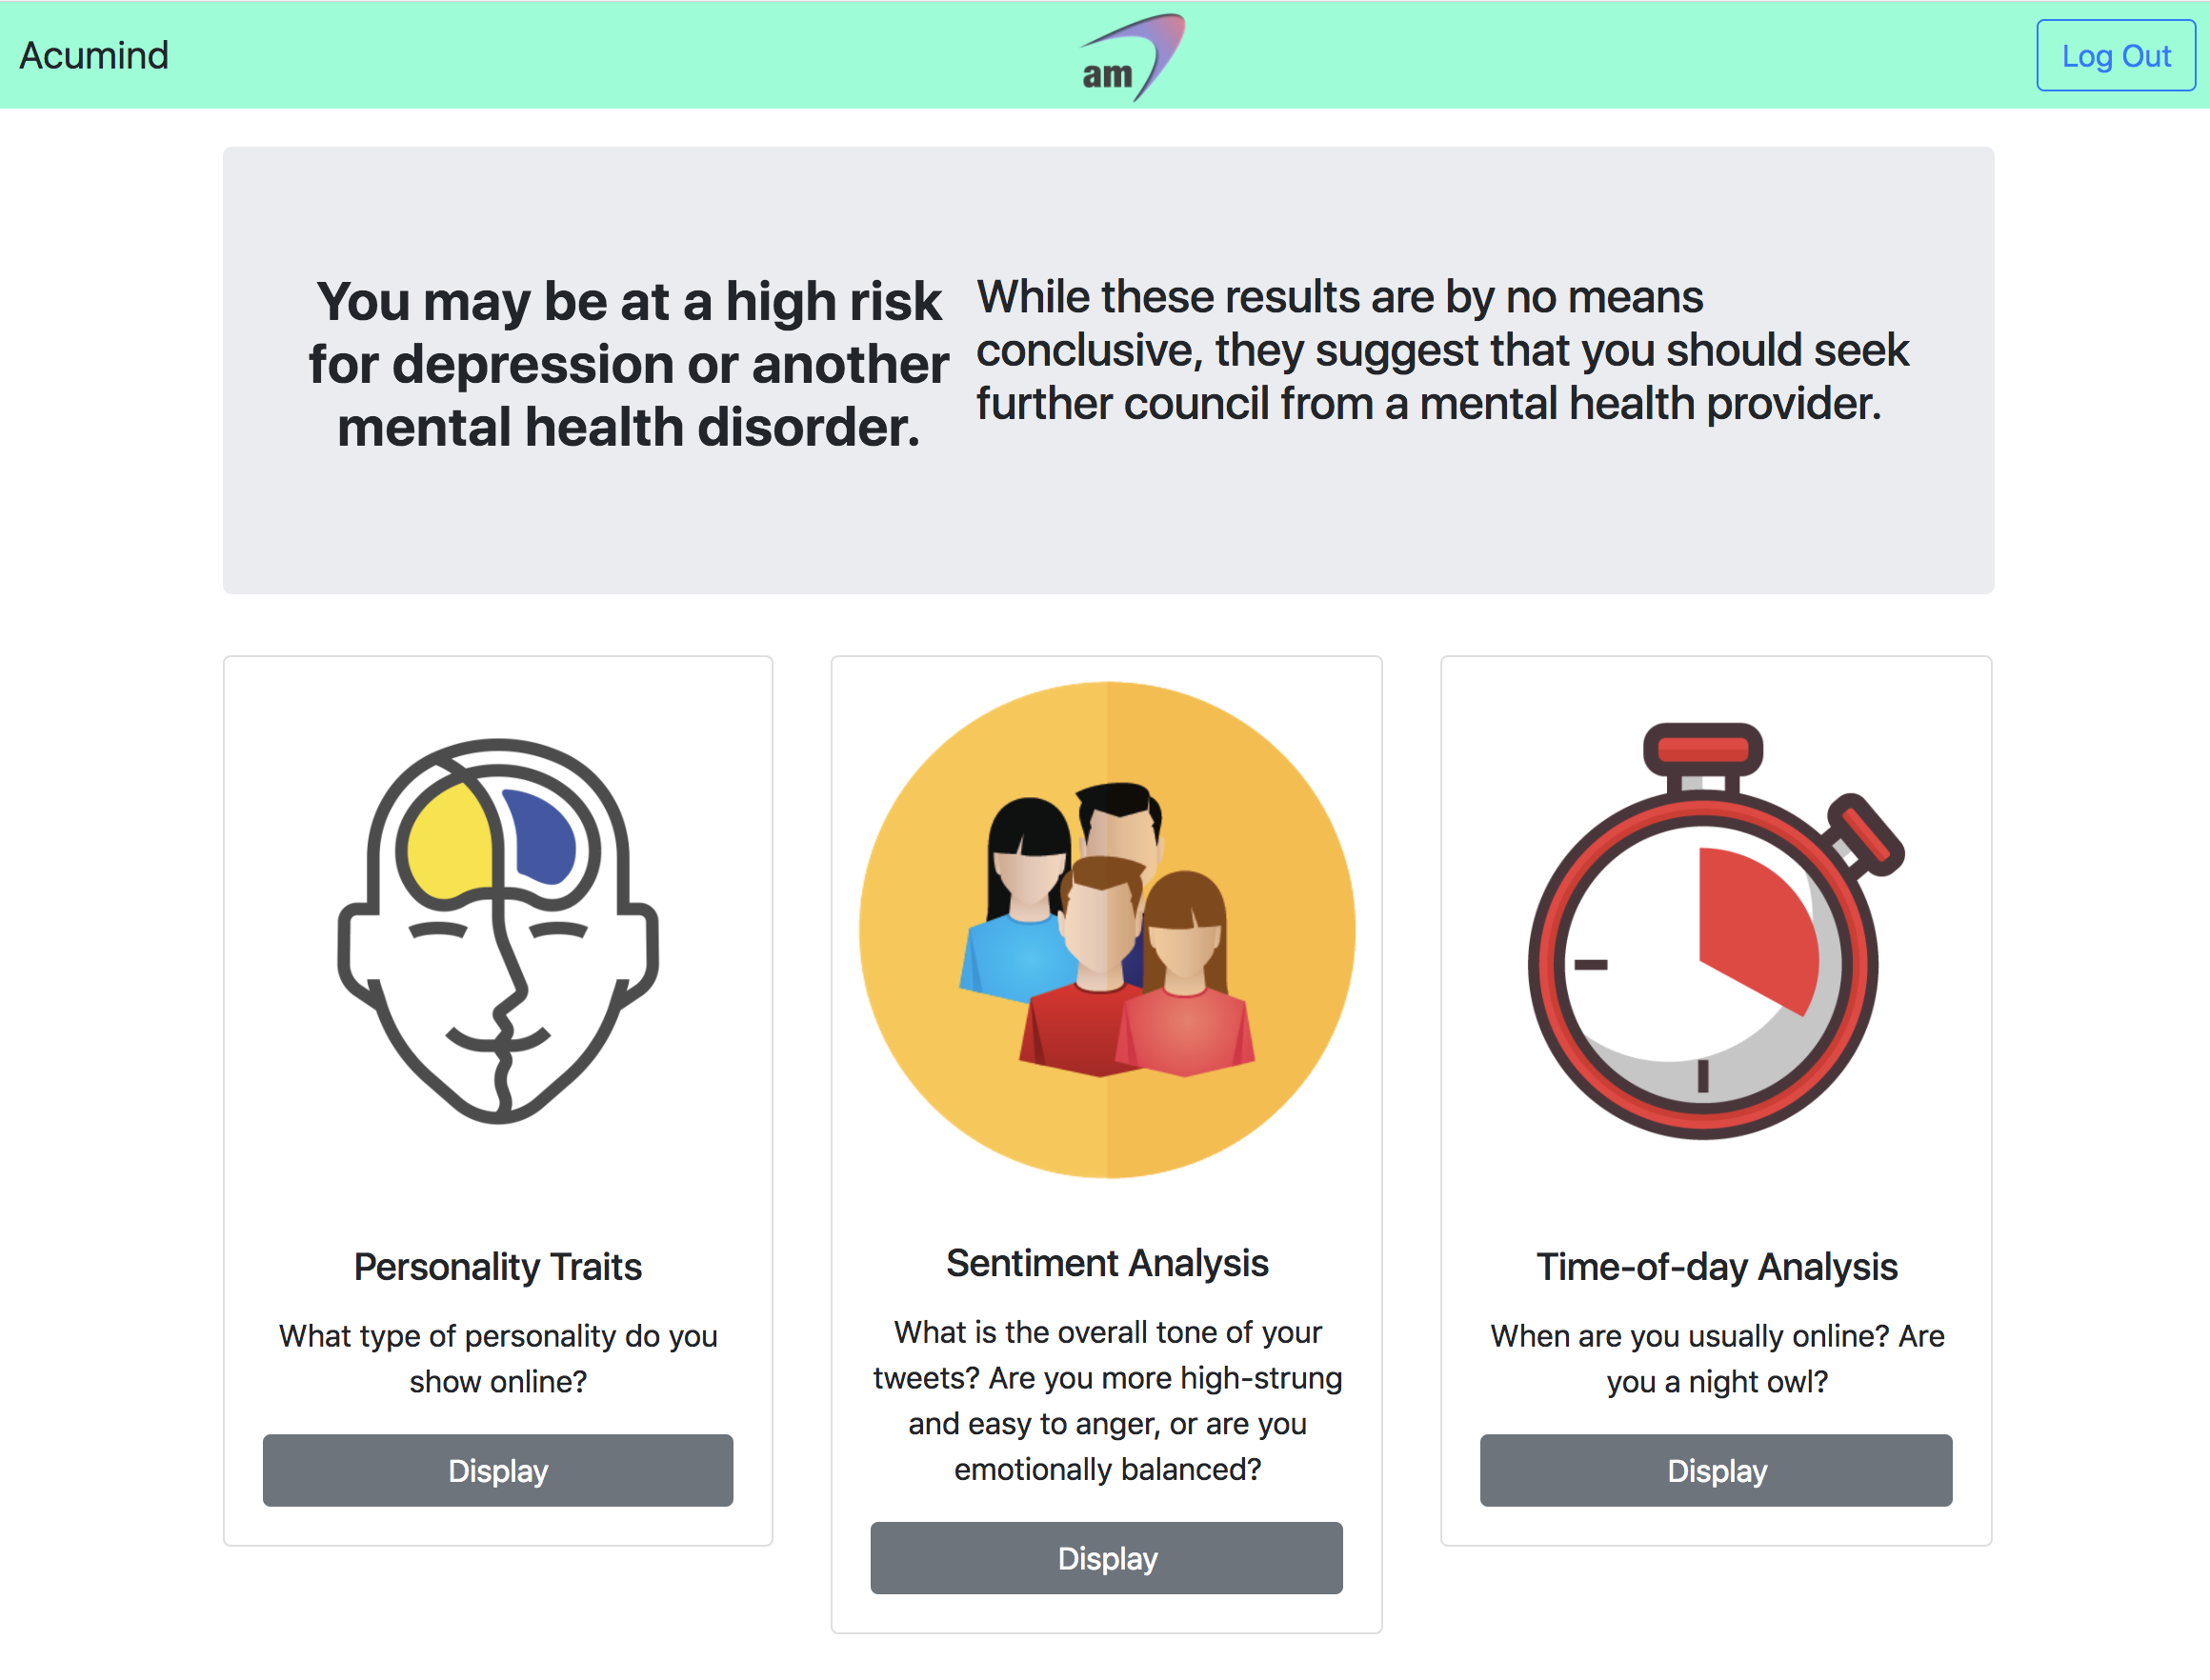 Acumind
am
Log Out
You may be at a high risk
for depression or another
mental health disorder.
While these results are by no means
conclusive, they suggest that you should seek
further council from a mental health provider.
Personality Traits
What type of personality do you
show online?
Display
Sentiment Analysis
What is the overall tone of your
tweets? Are you more high-strung
and easy to anger, or are you
emotionally balanced?
Display
Time-of-day Analysis
When are you usually online? Are
you a night owl?
Display